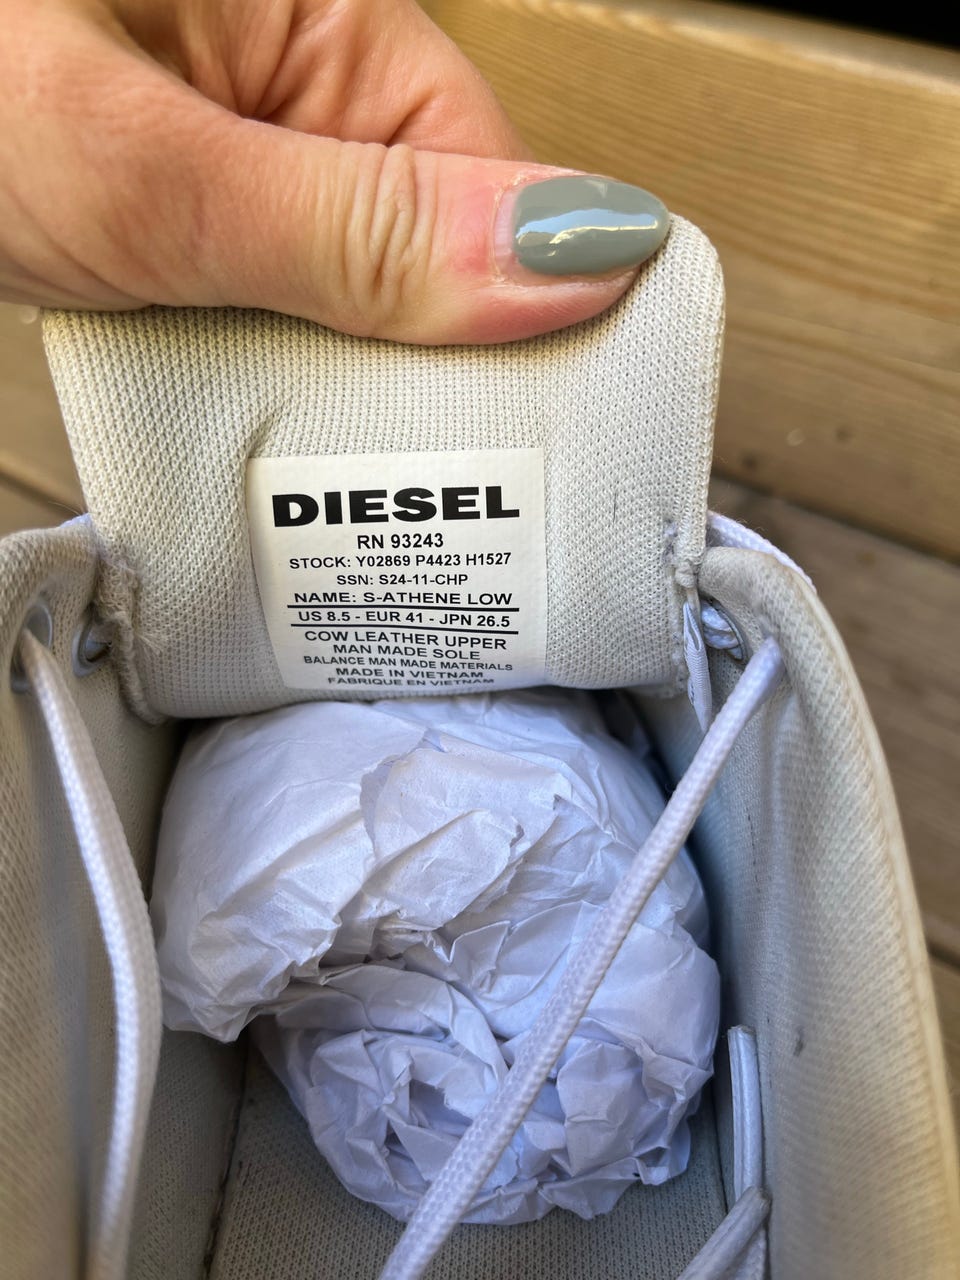 DIESEL
RN 93243
STOCK: Y02869 P4423 H1527
SSN: S24-11-CHP
NAME: S-ATHENE LOW
US 8.5 - EUR 41 - JPN 26.5
COW LEATHER UPPER
MAN MADE SOLE
BALANCE MAN MADE MATERIALS
MADE IN VIETNAM
FABRIQUE EN VIETNAM